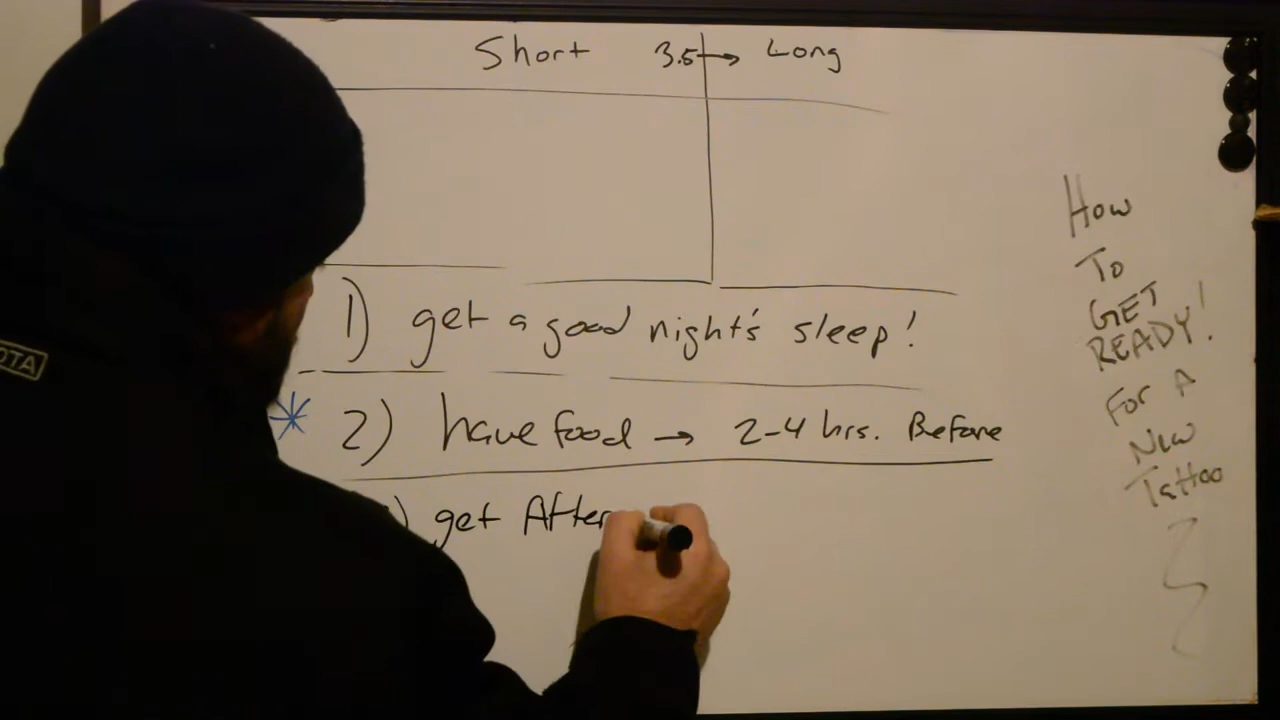 Short 3.5 → Long
1) get a good night's sleep!
* 2) have food → 2-4 hrs. Before
) get After
How
To
GET
READY!
For A
New
Tattoo
OTA